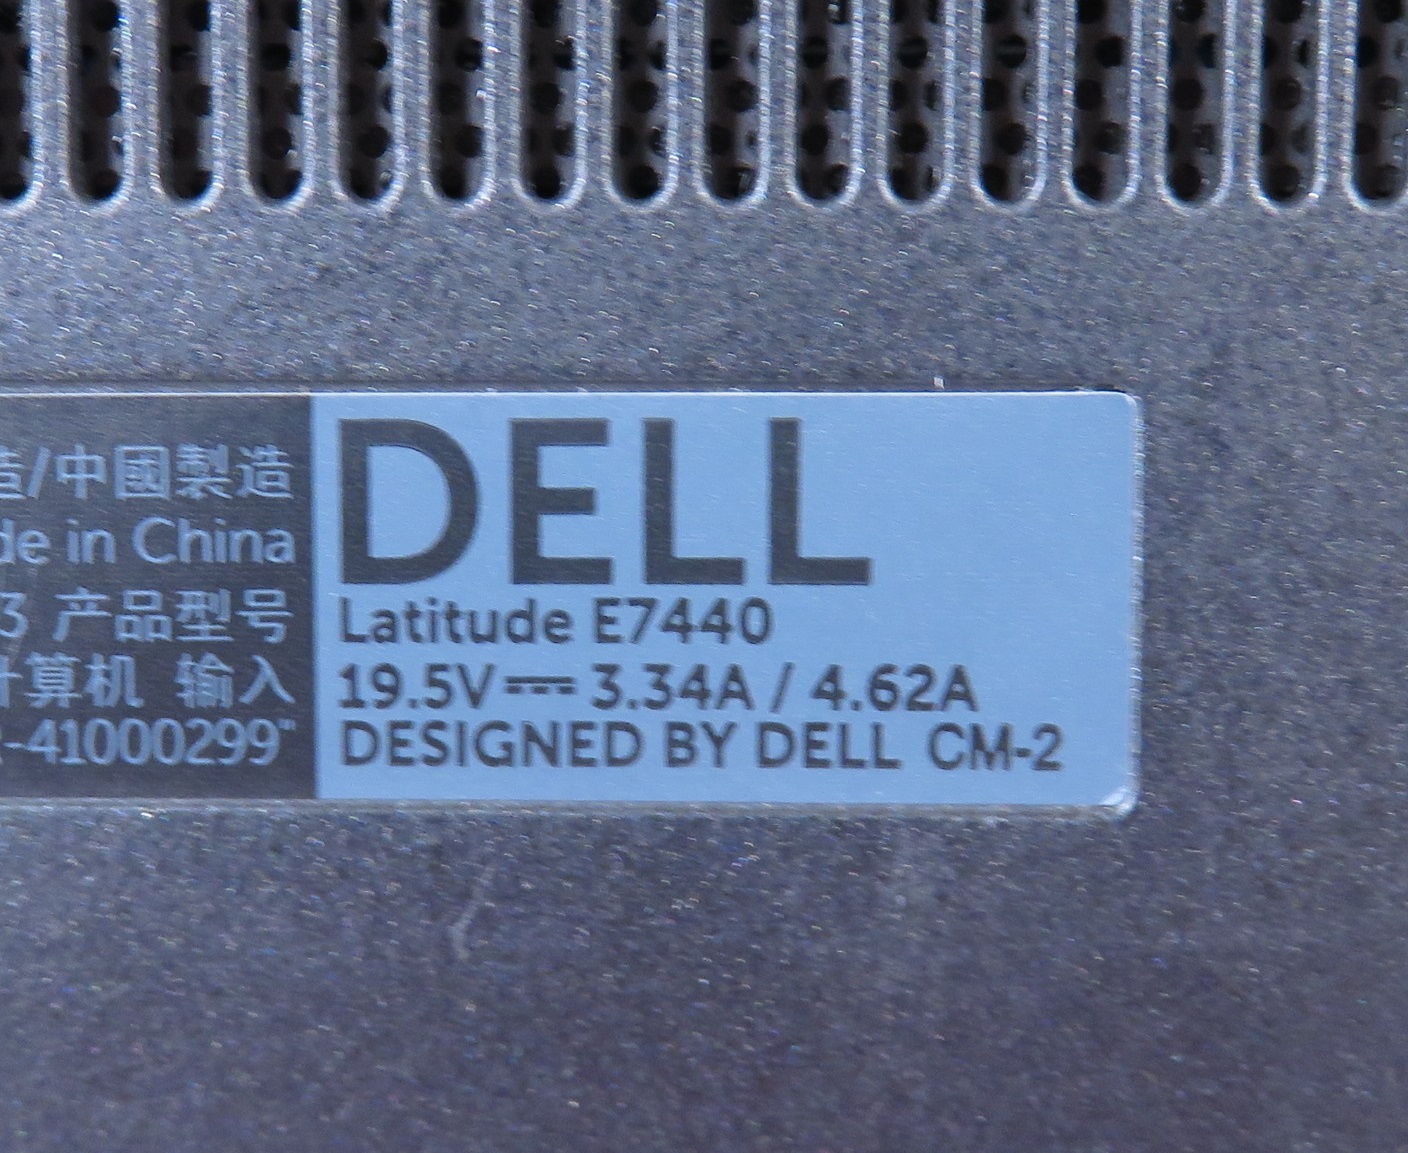 造/中國製造
de in China
3 产品型号
计算机 输入
-41000299"
DELL
Latitude E7440
19.5V⎓3.34A / 4.62A
DESIGNED BY DELL CM-2